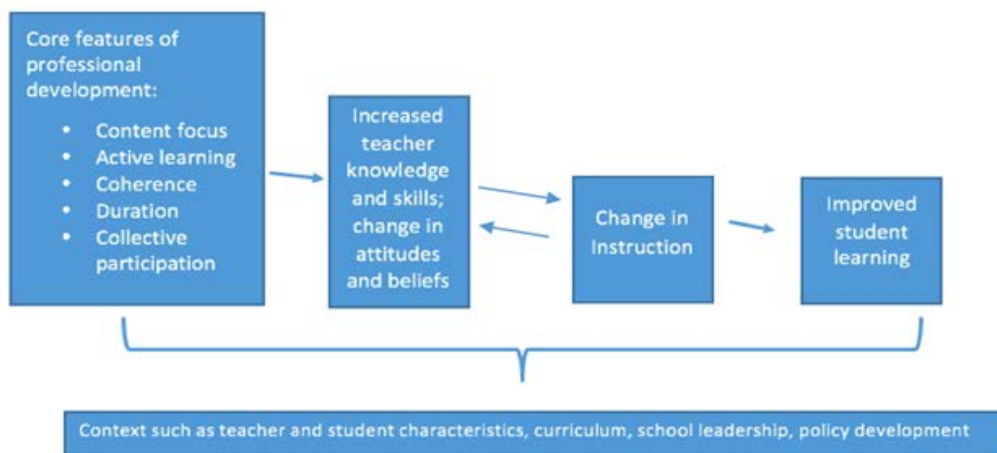 Core features of
professional
development:
• Content focus
• Active learning
• Coherence
• Duration
• Collective
participation
Increased
teacher
knowledge
and skills;
change in
attitudes
and beliefs
Change in
Instruction
Improved
student
learning
Context such as teacher and student characteristics, curriculum, school leadership, policy development